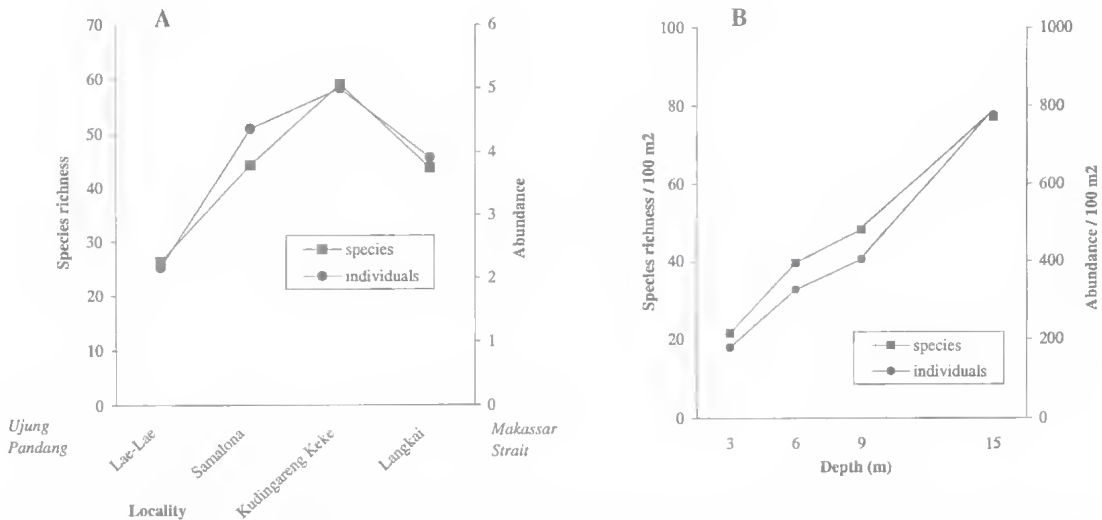 A
70
60
50
40
30
20
10
0
Species richness
6
5
4
3
2
1
0
Abundance
species
individuals
Ujung
Pandang
Lae-Lae
Samalona
Kudingareng Keke
Langkai
Makassar
Strait
Locality
B
100
80
60
40
20
0
Species richness / 100 m2
1000
800
600
400
200
0
Abundance / 100 m2
species
individuals
3 6 9 15
Depth (m)